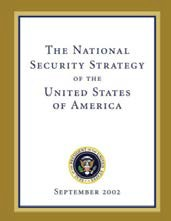 THE NATIONAL
SECURITY STRATEGY
OF THE
UNITED STATES
OF AMERICA
SEPTEMBER 2002